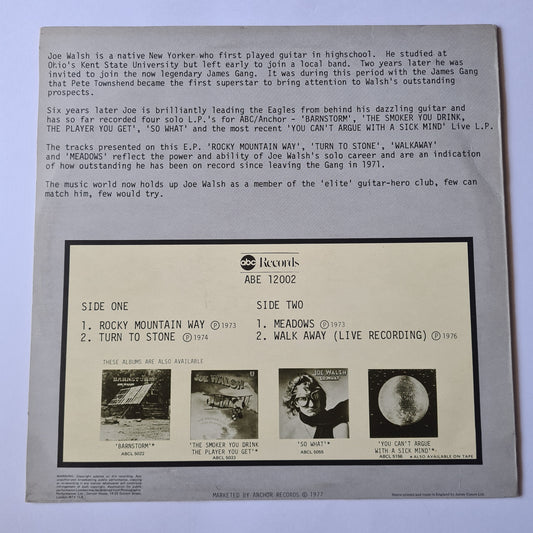 Joe Walsh is a native New Yorker who first played guitar in highschool. He studied at
Ohio's Kent State University but left early to join a local band. Two years later he was
invited to join the now legendary James Gang. It was during this period with the James Gang
that Pete Townshend became the first superstar to bring attention to Walsh's outstanding
prospects.
Six years later Joe is brilliantly leading the Eagles from behind his dazzling guitar and
has so far recorded four solo L.P.'s for ABC/Anchor - 'BARNSTORM', 'THE SMOKER YOU DRINK,
THE PLAYER YOU GET', 'SO WHAT' and the most recent 'YOU CAN'T ARGUE WITH A SICK MIND' Live L.P.
The tracks presented on this E.P. 'ROCKY MOUNTAIN WAY', 'TURN TO STONE', 'WALKAWAY'
and 'MEADOWS' reflect the power and ability of Joe Walsh's solo career and are an indication
of how outstanding he has been on record since leaving the Gang in 1971.
The music world now holds up Joe Walsh as a member of the 'elite' guitar-hero club, few can
match him, few would try.
abc Records
ABE 12002
SIDE ONE
1. ROCKY MOUNTAIN WAY ℗1973
2. TURN TO STONE ℗1974
SIDE TWO
1. MEADOWS ℗1973
2. WALK AWAY (LIVE RECORDING) ℗1976
THESE ALBUMS ARE ALSO AVAILABLE
BARNSTORM
JOE WALSH
JOE WALSH
SO WHAT
'BARNSTORM'*
ABCL 5022
'THE SMOKER YOU DRINK
THE PLAYER YOU GET'*
ABCL 5033
'SO WHAT'*
ABCL 5055
'YOU CAN'T ARGUE
WITH A SICK MIND'*
ABCL 5156 * ALSO AVAILABLE ON TAPE
MARKETED BY ANCHOR RECORDS © 1977